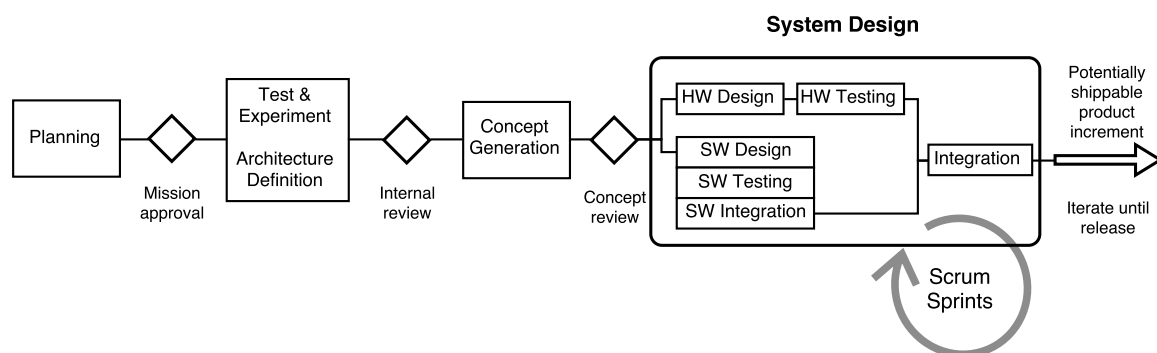 System Design
Planning
Mission
approval
Test &
Experiment
Architecture
Definition
Internal
review
Concept
Generation
Concept
review
HW Design
HW Testing
SW Design
SW Testing
SW Integration
Integration
Potentially
shippable
product
increment
Iterate until
release
Scrum
Sprints